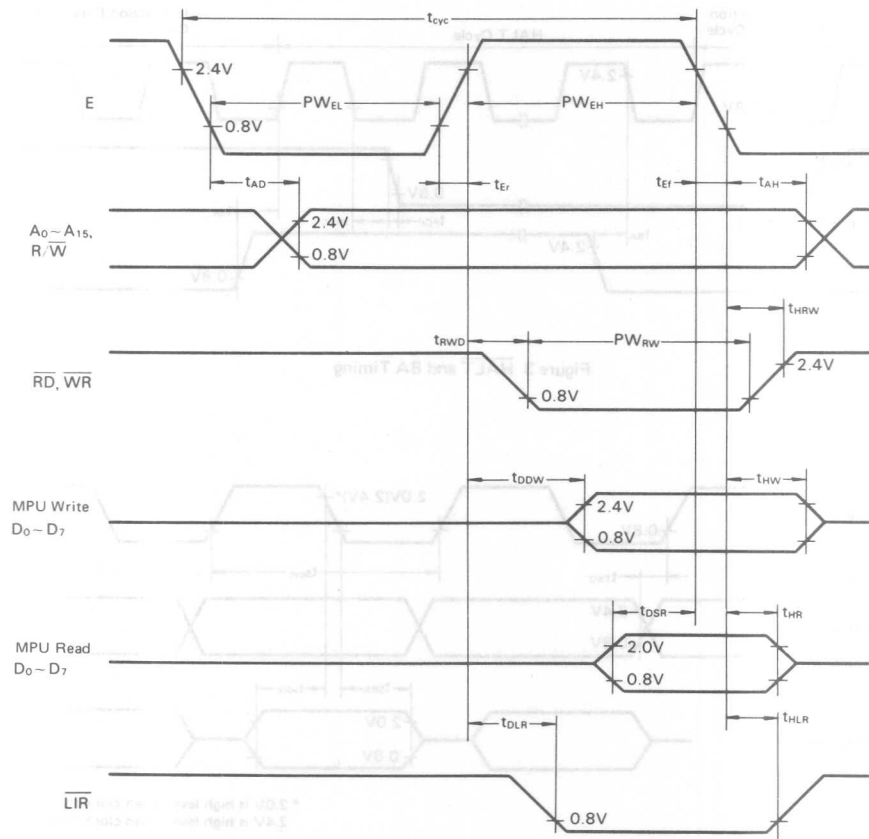 tcyc
2.4V
E
PWEL
PWEH
0.8V
tAD
tEr
tEf
tAH
A0~A15,
R/W
2.4V
0.8V
tHRW
tRWD
PWRW
RD, WR
2.4V
0.8V
tDDW
tHW
MPU Write
D0~D7
2.4V
0.8V
tDSR
tHR
MPU Read
D0~D7
2.0V
0.8V
tDLR
tHLR
LIR
0.8V